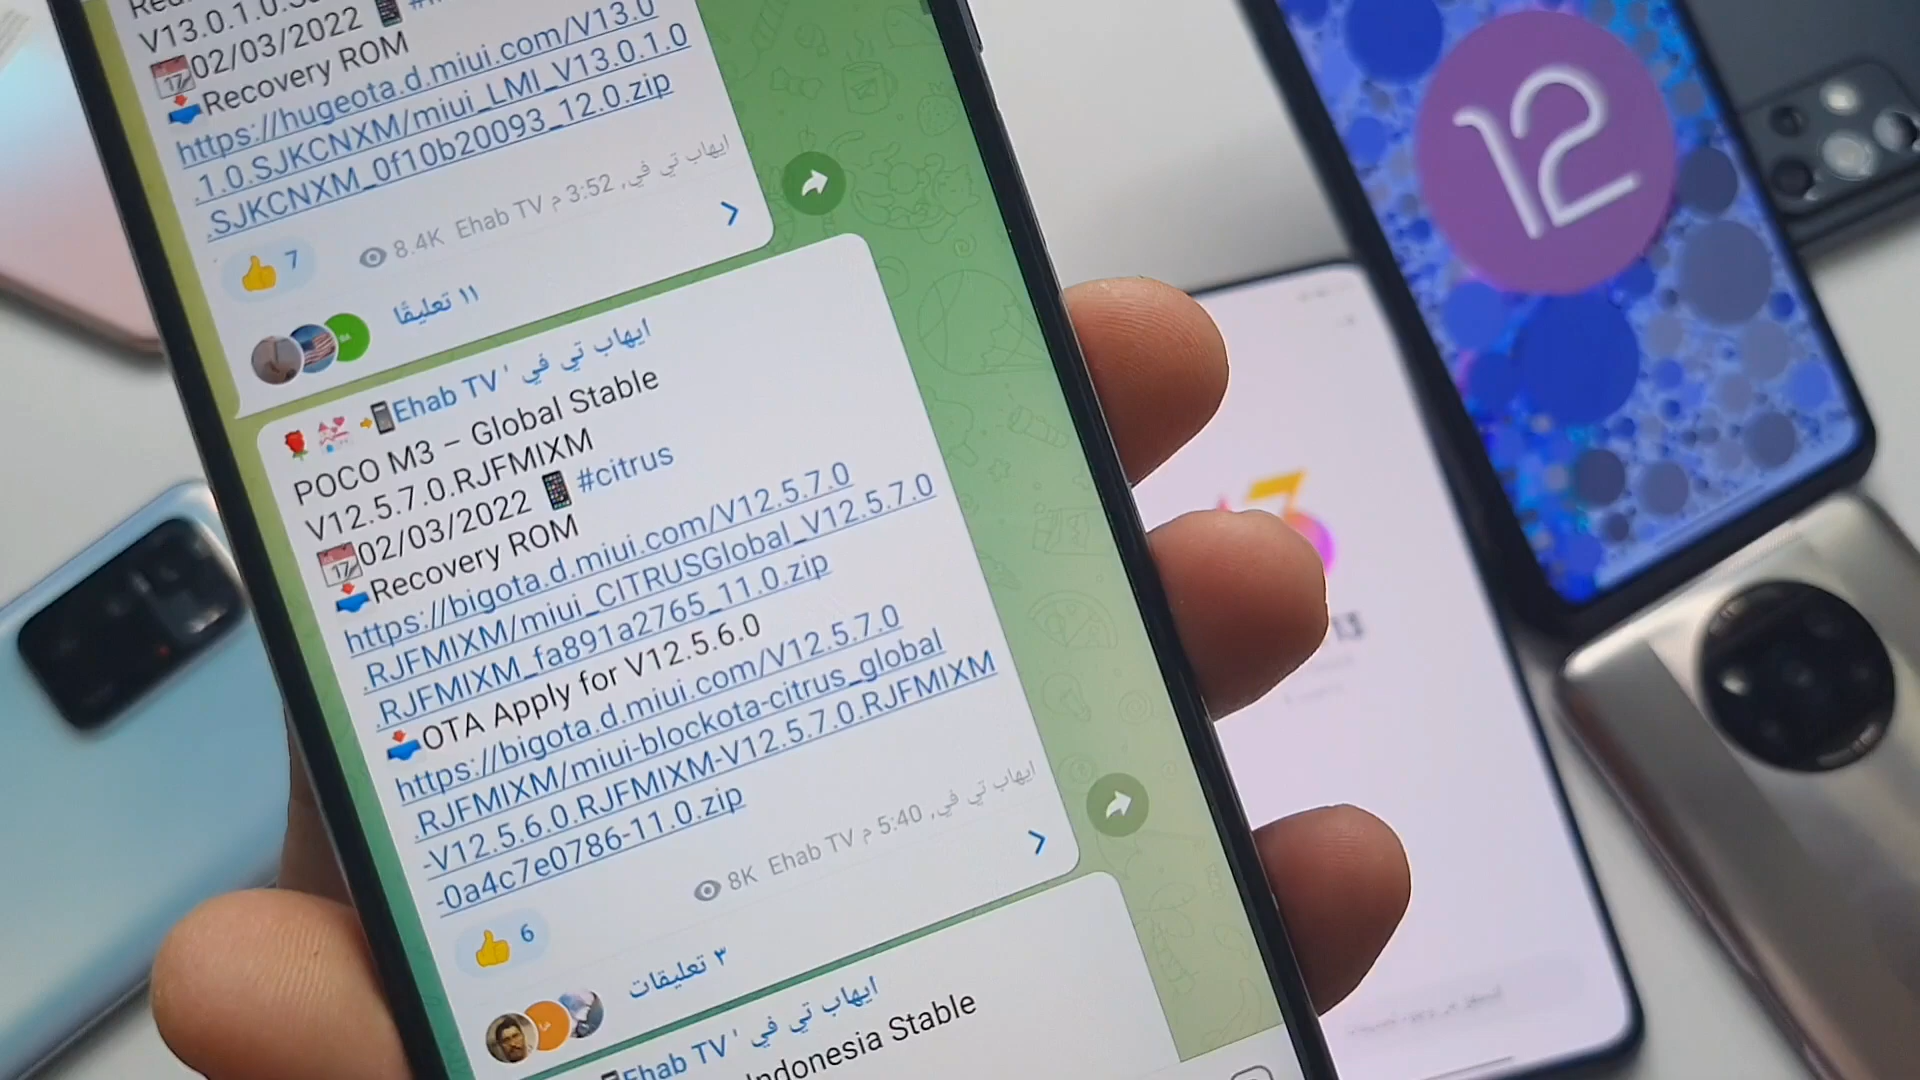 V13.0.1.0.
02/03/2022
Recovery ROM
https://hugeota.d.miui.com/V13.0
.1.0.SJKCNXM/miui_LMI_V13.0.1.0
.SJKCNXM_0f10b20093_12.0.zip
7
8.4K Ehab TV ايهاب تي في, 3:52 م
١١ تعليقًا
Ehab TV ' ايهاب تي في
POCO M3 – Global Stable
V12.5.7.0.RJFMIXM
02/03/2022 #citrus
Recovery ROM
https://bigota.d.miui.com/V12.5.7.0
.RJFMIXM/miui_CITRUSGlobal_V12.5.7.0
.RJFMIXM_fa891a2765_11.0.zip
OTA Apply for V12.5.6.0
https://bigota.d.miui.com/V12.5.7.0
.RJFMIXM/miui-blockota-citrus_global
-V12.5.6.0.RJFMIXM-V12.5.7.0.RJFMIXM
-0a4c7e0786-11.0.zip
8K Ehab TV ايهاب تي في, 5:40 م
6
٣ تعليقات
Ehab TV ' ايهاب تي في
Indonesia Stable
12